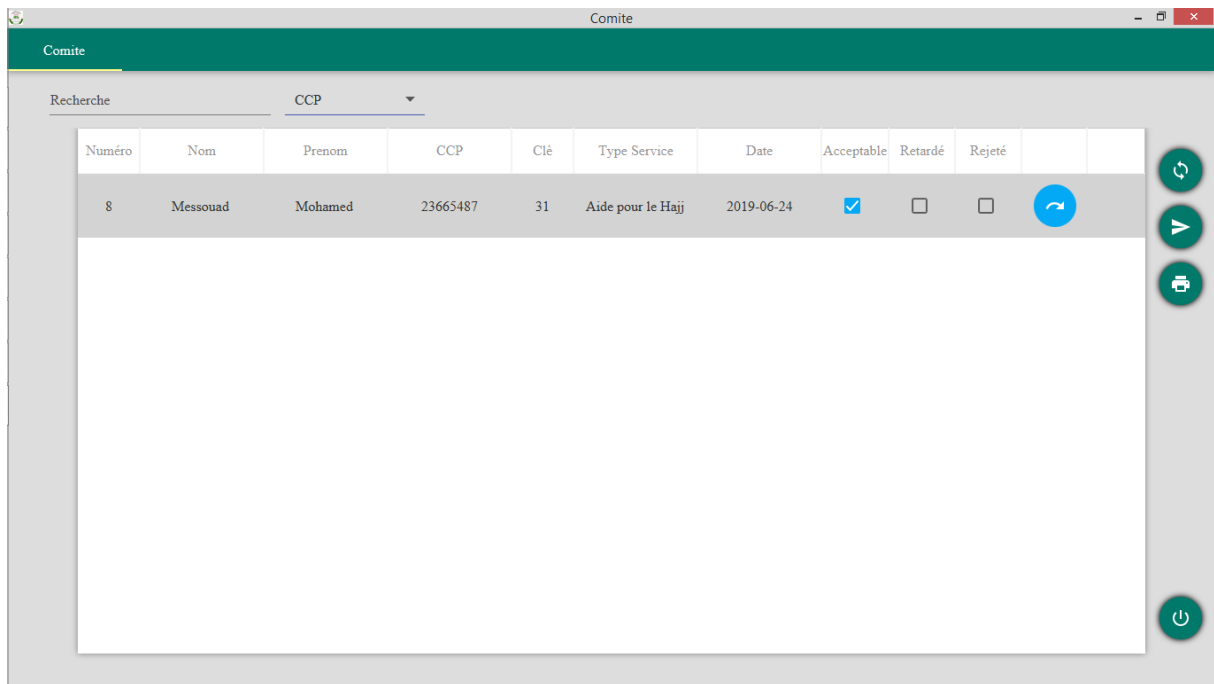 Comite
Comite
Recherche CCP
Numéro Nom Prenom CCP Clè Type Service Date Acceptable Retardé Rejeté
8 Messouad Mohamed 23665487 31 Aide pour le Hajj 2019-06-24